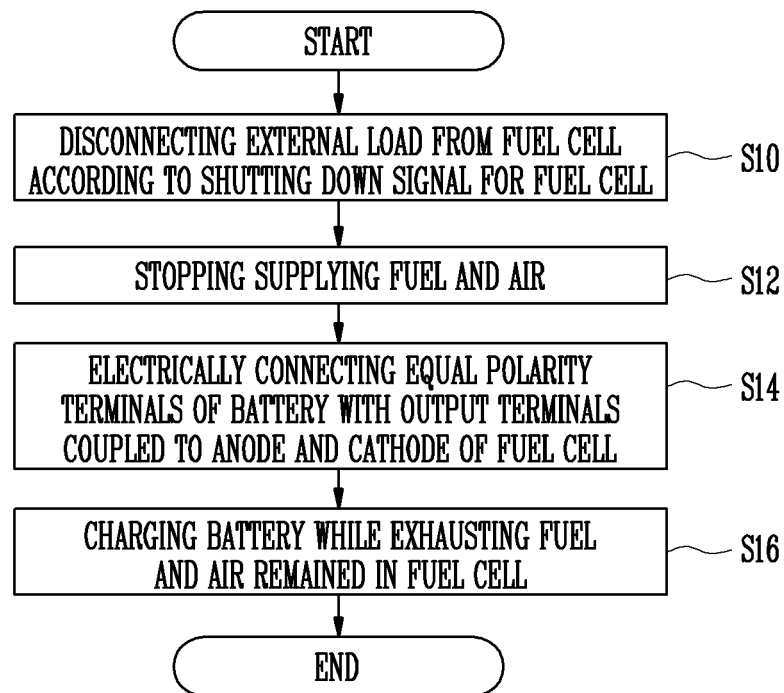 START
DISCONNECTING EXTERNAL LOAD FROM FUEL CELL
ACCORDING TO SHUTTING DOWN SIGNAL FOR FUEL CELL
S10
STOPPING SUPPLYING FUEL AND AIR
S12
ELECTRICALLY CONNECTING EQUAL POLARITY
TERMINALS OF BATTERY WITH OUTPUT TERMINALS
COUPLED TO ANODE AND CATHODE OF FUEL CELL
S14
CHARGING BATTERY WHILE EXHAUSTING FUEL
AND AIR REMAINED IN FUEL CELL
S16
END